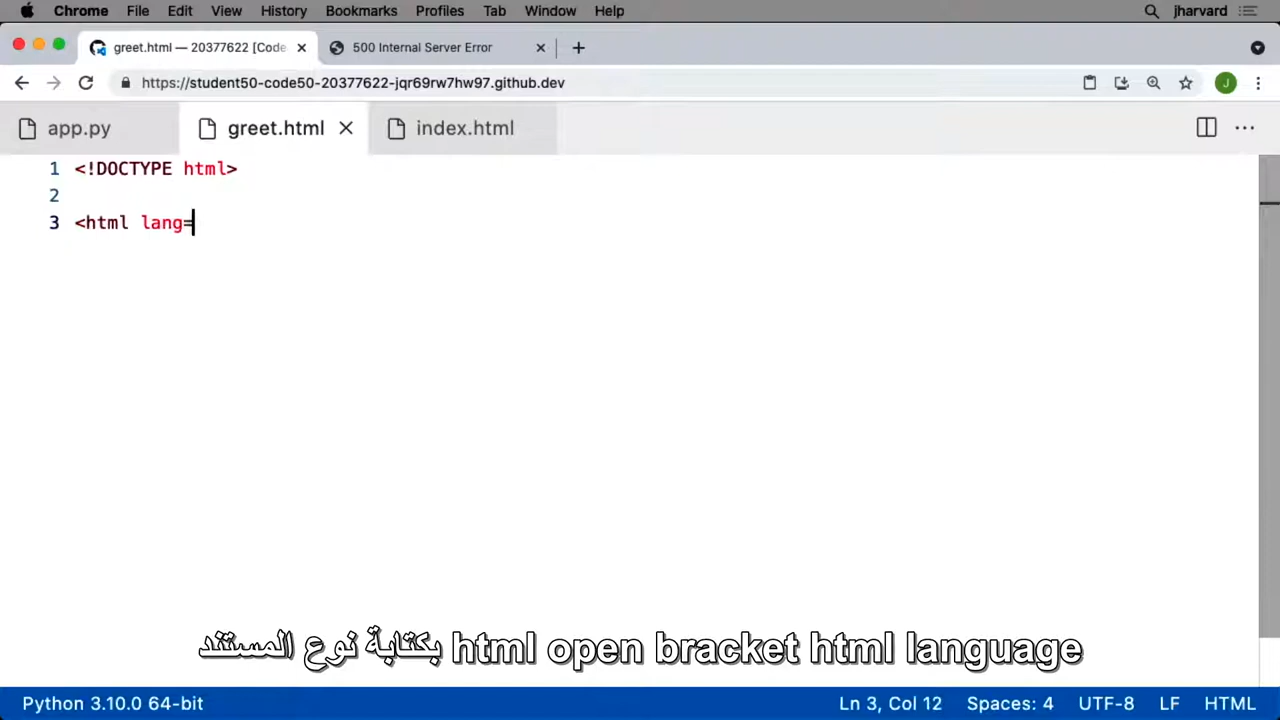 Chrome File Edit View History Bookmarks Profiles Tab Window Help jharvard
greet.html — 20377622 [Code 500 Internal Server Error
https://student50-code50-20377622-jqr69rw7hw97.github.dev J
app.py greet.html index.html
1 <!DOCTYPE html>
2
3 <html lang=
بكتابة نوع المستند html open bracket html language
Python 3.10.0 64-bit Ln 3, Col 12 Spaces: 4 UTF-8 LF HTML